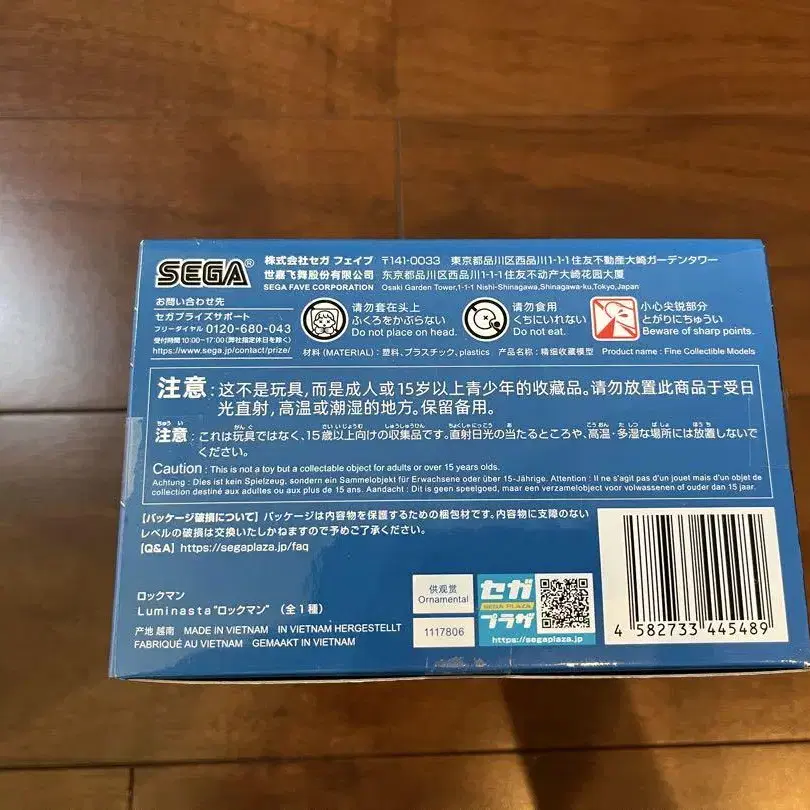 SEGA®
株式会社セガ フェイブ 〒141-0033 東京都品川区西品川1-1-1住友不動産大崎ガーデンタワー
世嘉飞舞股份有限公司 东京都品川区西品川1-1-1住友不动产大崎花园大厦
SEGA FAVE CORPORATION Osaki Garden Tower,1-1-1 Nishi-Shinagawa,Shinagawa-ku,Tokyo,Japan
お問い合わせ先
セガプライズサポート
フリーダイヤル 0120-680-043
受付時間 10:00~17:00(弊社指定休日を除く)
https://www.sega.jp/contact/prize/
请勿套在头上
ふくろをかぶらない
Do not place on head.
请勿食用
くちにいれない
Do not eat.
小心尖锐部分
とがりにちゅうい
Beware of sharp points.
材料 (MATERIAL) : 塑料、プラスチック、plastics 产品名称 : 精细收藏模型 Product name : Fine Collectible Models
注意 : 这不是玩具,而是成人或15岁以上青少年的收藏品。请勿放置此商品于受日
光直射,高温或潮湿的地方。保留备用。
注意 : これは玩具ではなく、15歳以上向けの収集品です。直射日光の当たるところや、高温・多湿な場所には放置しないで
ください。
Caution : This is not a toy but a collectable object for adults or over 15 years olds.
Achtung : Dies ist kein Spielzeug, sondern ein Sammelobjekt für Erwachsene oder über 15-Jährige. Attention : Il ne s'agit pas d'un jouet mais d'un objet de
collection destiné aux adultes ou aux plus de 15 ans. Aandacht : Dit is geen speelgoed, maar een verzamelobject voor volwassenen of ouder dan 15 jaar.
【パッケージ破損について】パッケージは内容物を保護するための梱包材です。内容物に支障のない
レベルの破損は交換いたしかねますので予めご了承ください。
【Q&A】https://segaplaza.jp/faq
ロックマン
Luminasta"ロックマン" (全1種)
产地 越南 MADE IN VIETNAM IN VIETNAM HERGESTELLT
FABRIQUÉ AU VIETNAM GEMAAKT IN VIETNAM
供观赏
Ornamental
1117806
セガ
SEGA PLAZA
プラザ
https://segaplaza.jp
4 582733 445489